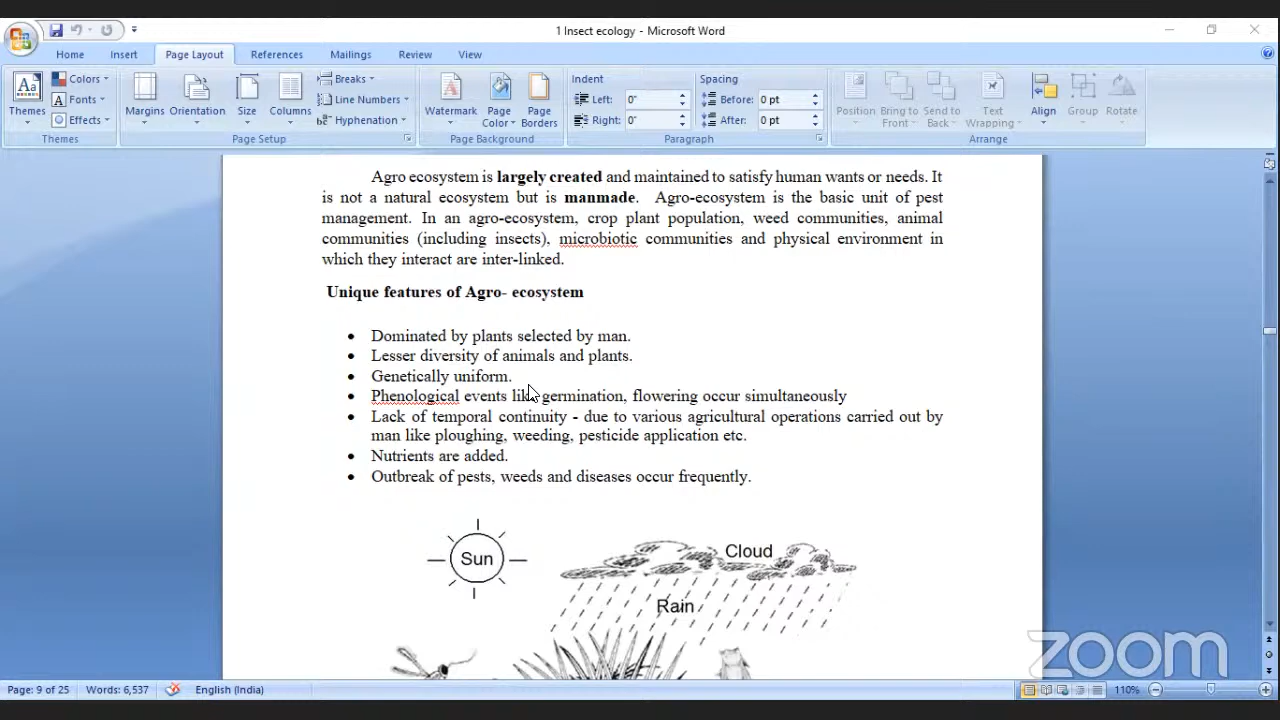 1 Insect ecology - Microsoft Word
Home Insert Page Layout References Mailings Review View
Aa Themes Colors Fonts Effects Themes
Margins Orientation Size Columns Breaks Line Numbers Hyphenation Page Setup
Watermark Page Color Page Borders Page Background
Indent Left: 0" Right: 0" Spacing Before: 0 pt After: 0 pt Paragraph
Position Bring to Front Send to Back Text Wrapping Align Group Rotate Arrange
Agro ecosystem is largely created and maintained to satisfy human wants or needs. It
is not a natural ecosystem but is manmade. Agro-ecosystem is the basic unit of pest
management. In an agro-ecosystem, crop plant population, weed communities, animal
communities (including insects), microbiotic communities and physical environment in
which they interact are inter-linked.
Unique features of Agro- ecosystem
• Dominated by plants selected by man.
• Lesser diversity of animals and plants.
• Genetically uniform.
• Phenological events like germination, flowering occur simultaneously
• Lack of temporal continuity - due to various agricultural operations carried out by
man like ploughing, weeding, pesticide application etc.
• Nutrients are added.
• Outbreak of pests, weeds and diseases occur frequently.
Sun
Cloud
Rain
zoom
Page: 9 of 25 Words: 6,537 English (India) 110%